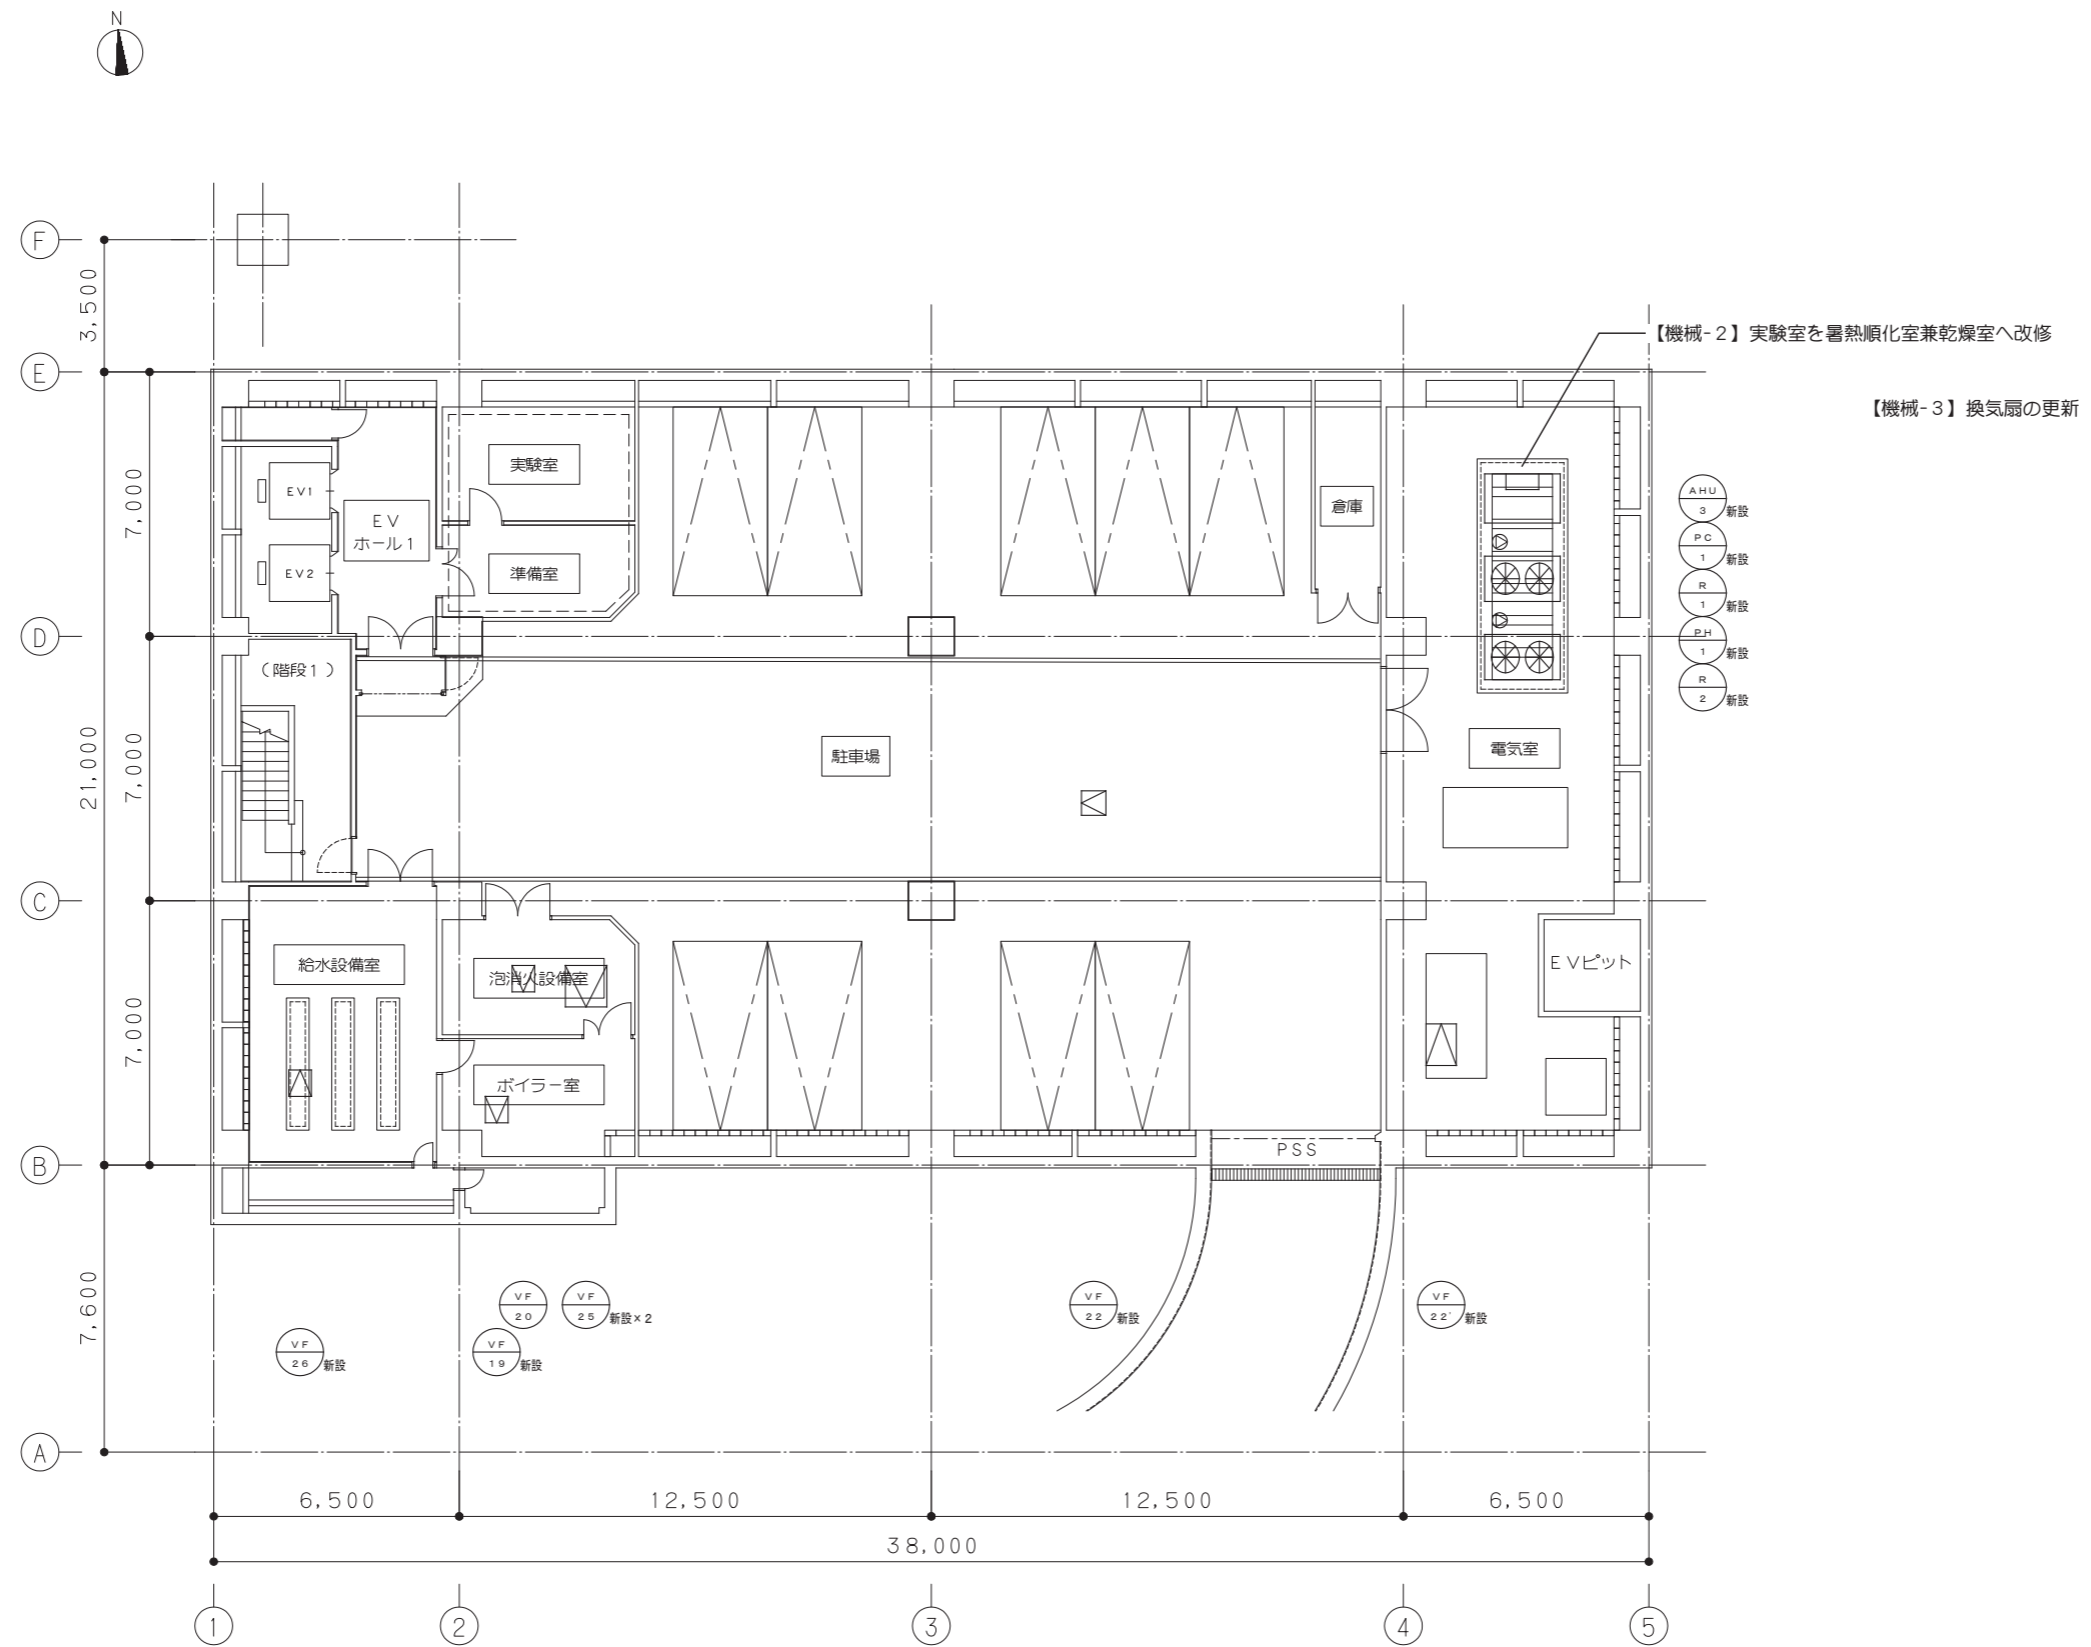 N
F
3,500
E
【機械-2】実験室を暑熱順化室兼乾燥室へ改修
【機械-3】換気扇の更新
7,000
EV1
EV
ホール1
EV2
実験室
準備室
倉庫
AHU
3
新設
PC
1
新設
R
1
新設
PH
1
新設
R
2
新設
D
(階段1)
21,000
7,000
駐車場
電気室
C
給水設備室
泡消火設備室
EVピット
7,000
ボイラー室
B
PSS
7,600
VF
20
VF
25
新設×2
VF
22
新設
VF
22'
新設
VF
26
新設
VF
19
新設
A
6,500
12,500
12,500
6,500
38,000
1
2
3
4
5